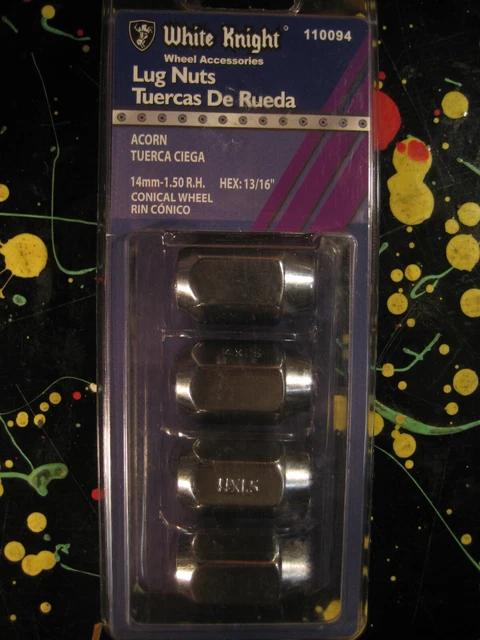 White Knight® 110094
Wheel Accessories
Lug Nuts
Tuercas De Rueda
ACORN
TUERCA CIEGA
14mm-1.50 R.H. HEX: 13/16"
CONICAL WHEEL
RIN CÓNICO